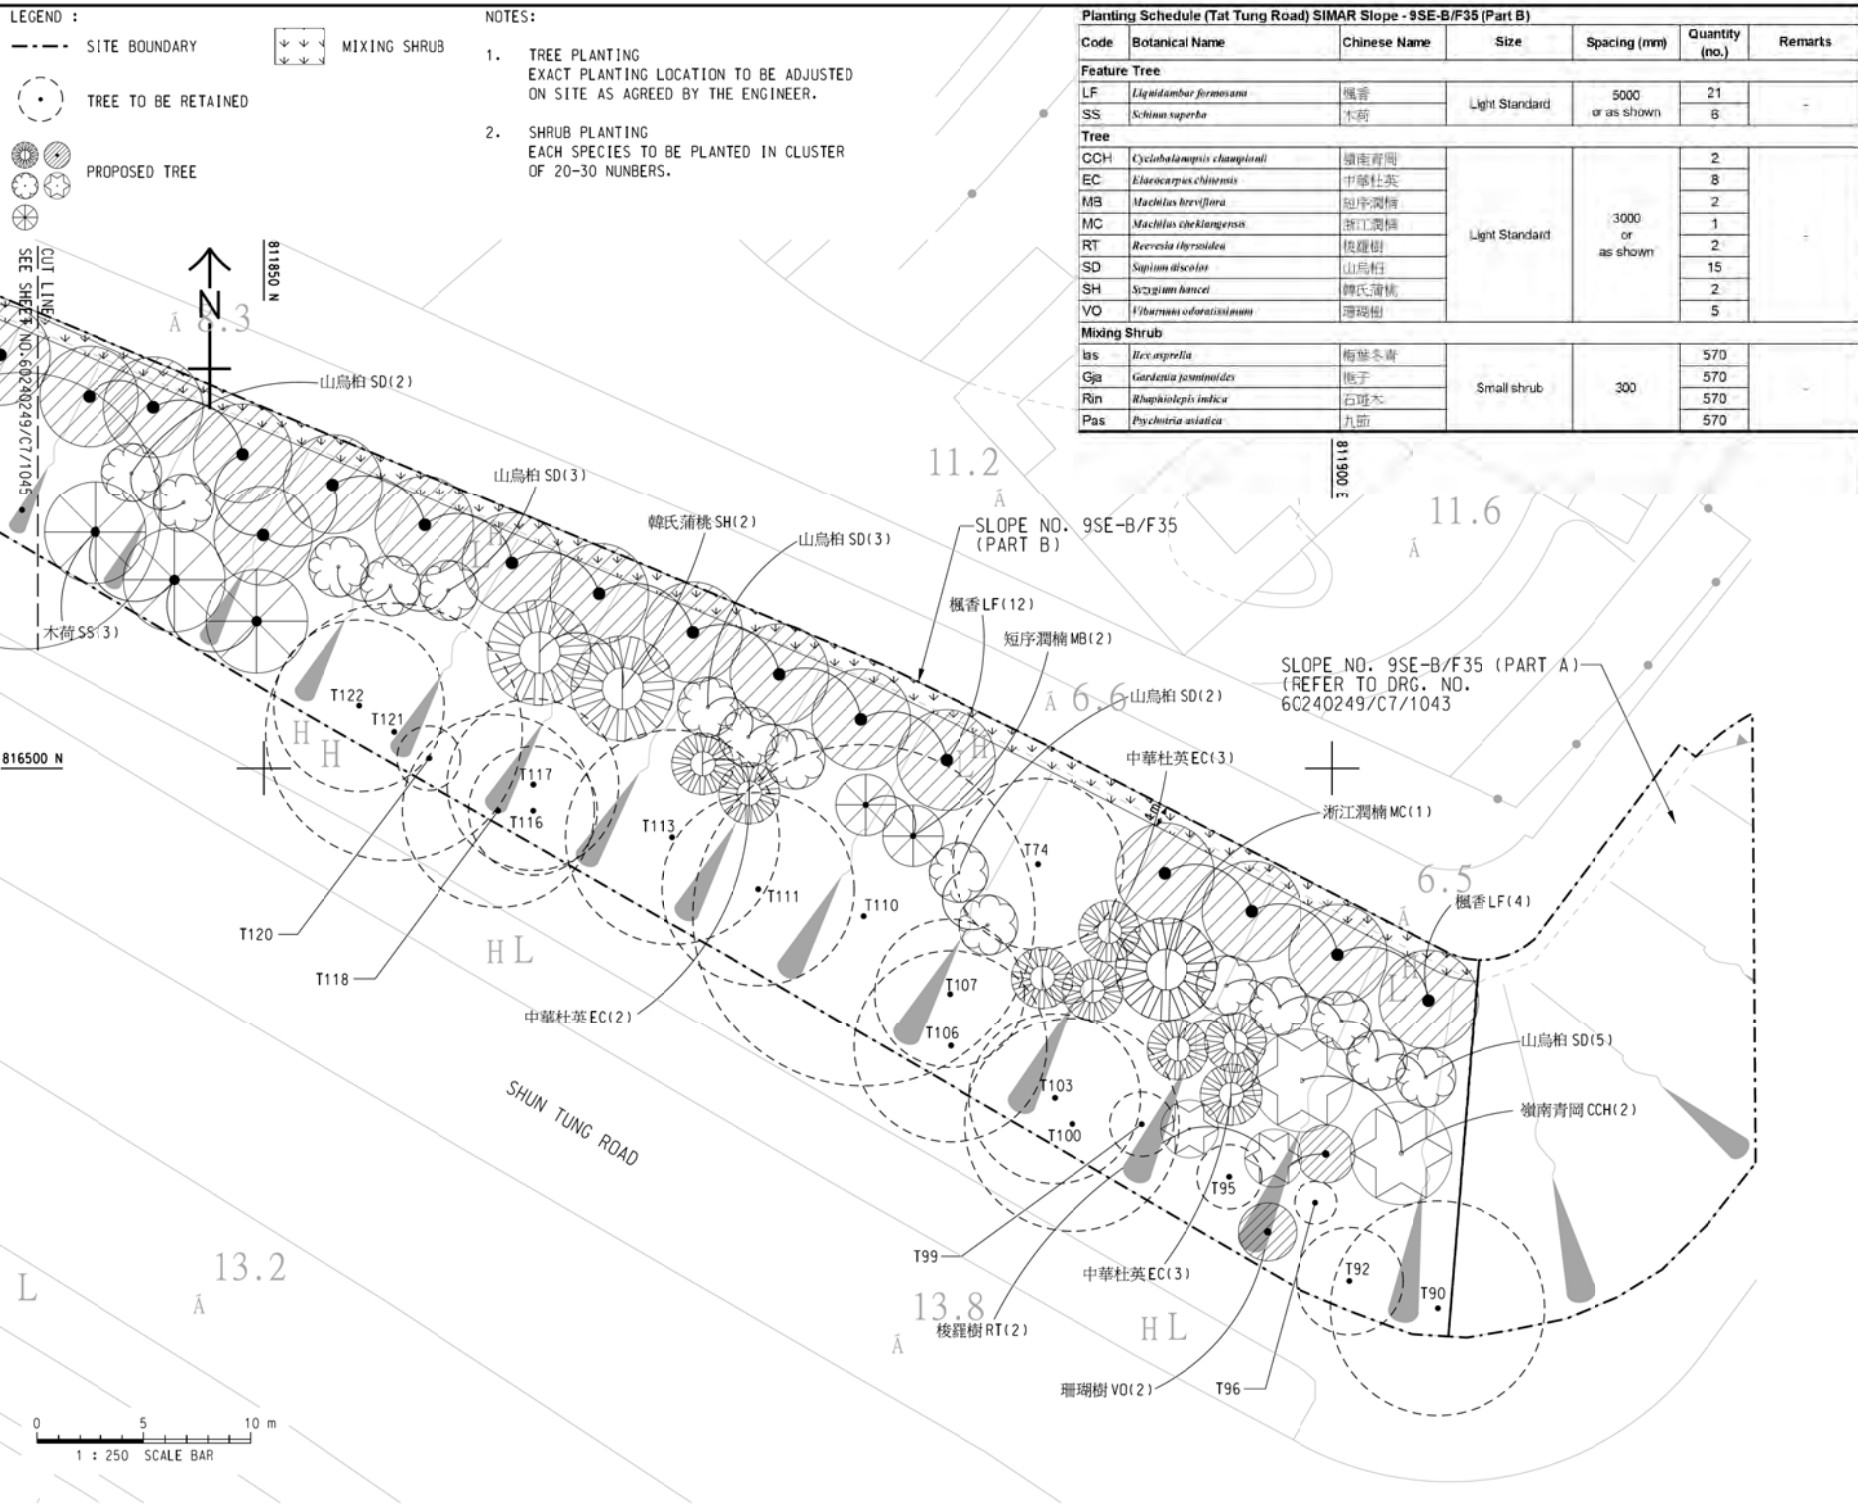 LEGEND :
SITE BOUNDARY
MIXING SHRUB
TREE TO BE RETAINED
PROPOSED TREE
NOTES:
1. TREE PLANTING
EXACT PLANTING LOCATION TO BE ADJUSTED
ON SITE AS AGREED BY THE ENGINEER.
2. SHRUB PLANTING
EACH SPECIES TO BE PLANTED IN CLUSTER
OF 20-30 NUNBERS.
Planting Schedule (Tat Tung Road) SIMAR Slope - 9SE-B/F35 (Part B)
Code Botanical Name Chinese Name Size Spacing (mm) Quantity (no.) Remarks
Feature Tree
LF Liquidambar formosana 楓香 Light Standard 5000 or as shown 21 -
SS Schima superba 木荷 6
Tree
CCH Cyclobalanopsis championii 嶺南青岡 Light Standard 3000 or as shown 2 -
EC Elaeocarpus chinensis 中華杜英 8
MB Machilus breviflora 短序潤楠 2
MC Machilus chekiangensis 浙江潤楠 1
RT Reevesia thyrsoidea 梭羅樹 2
SD Sapium discolor 山烏桕 15
SH Syzygium hancei 韓氏蒲桃 2
VO Viburnum odoratissimum 珊瑚樹 5
Mixing Shrub
Ias Ilex asprella 梅葉冬青 Small shrub 300 570 -
Gja Gardenia jasminoides 梔子 570
Rin Rhaphiolepis indica 石斑木 570
Pas Psychotria asiatica 九節 570
CUT LINE
SEE SHEET NO.60240249/C7/1045
811850 N
N
8.3
811900 E
山烏桕 SD(2)
11.2
山烏桕 SD(3)
11.6
韓氏蒲桃 SH(2)
SLOPE NO. 9SE-B/F35
(PART B)
山烏桕 SD(3)
楓香 LF(12)
木荷 SS(3)
短序潤楠 MB(2)
SLOPE NO. 9SE-B/F35 (PART A)
(REFER TO DRG. NO.
60240249/C7/1043
6.6
山烏桕 SD(2)
T122
T121
H
H
816500 N
中華杜英 EC(3)
T117
T116
浙江潤楠 MC(1)
T113
T74
6.5
T111
楓香 LF(4)
T110
T120
H L
T118
T107
中華杜英 EC(2)
T106
山烏桕 SD(5)
SHUN TUNG ROAD
T103
嶺南青岡 CCH(2)
T100
T95
T99
13.2
中華杜英 EC(3)
T92
T90
L
13.8
梭羅樹 RT(2)
H L
珊瑚樹 VO(2)
T96
0 5 10 m
1 : 250 SCALE BAR